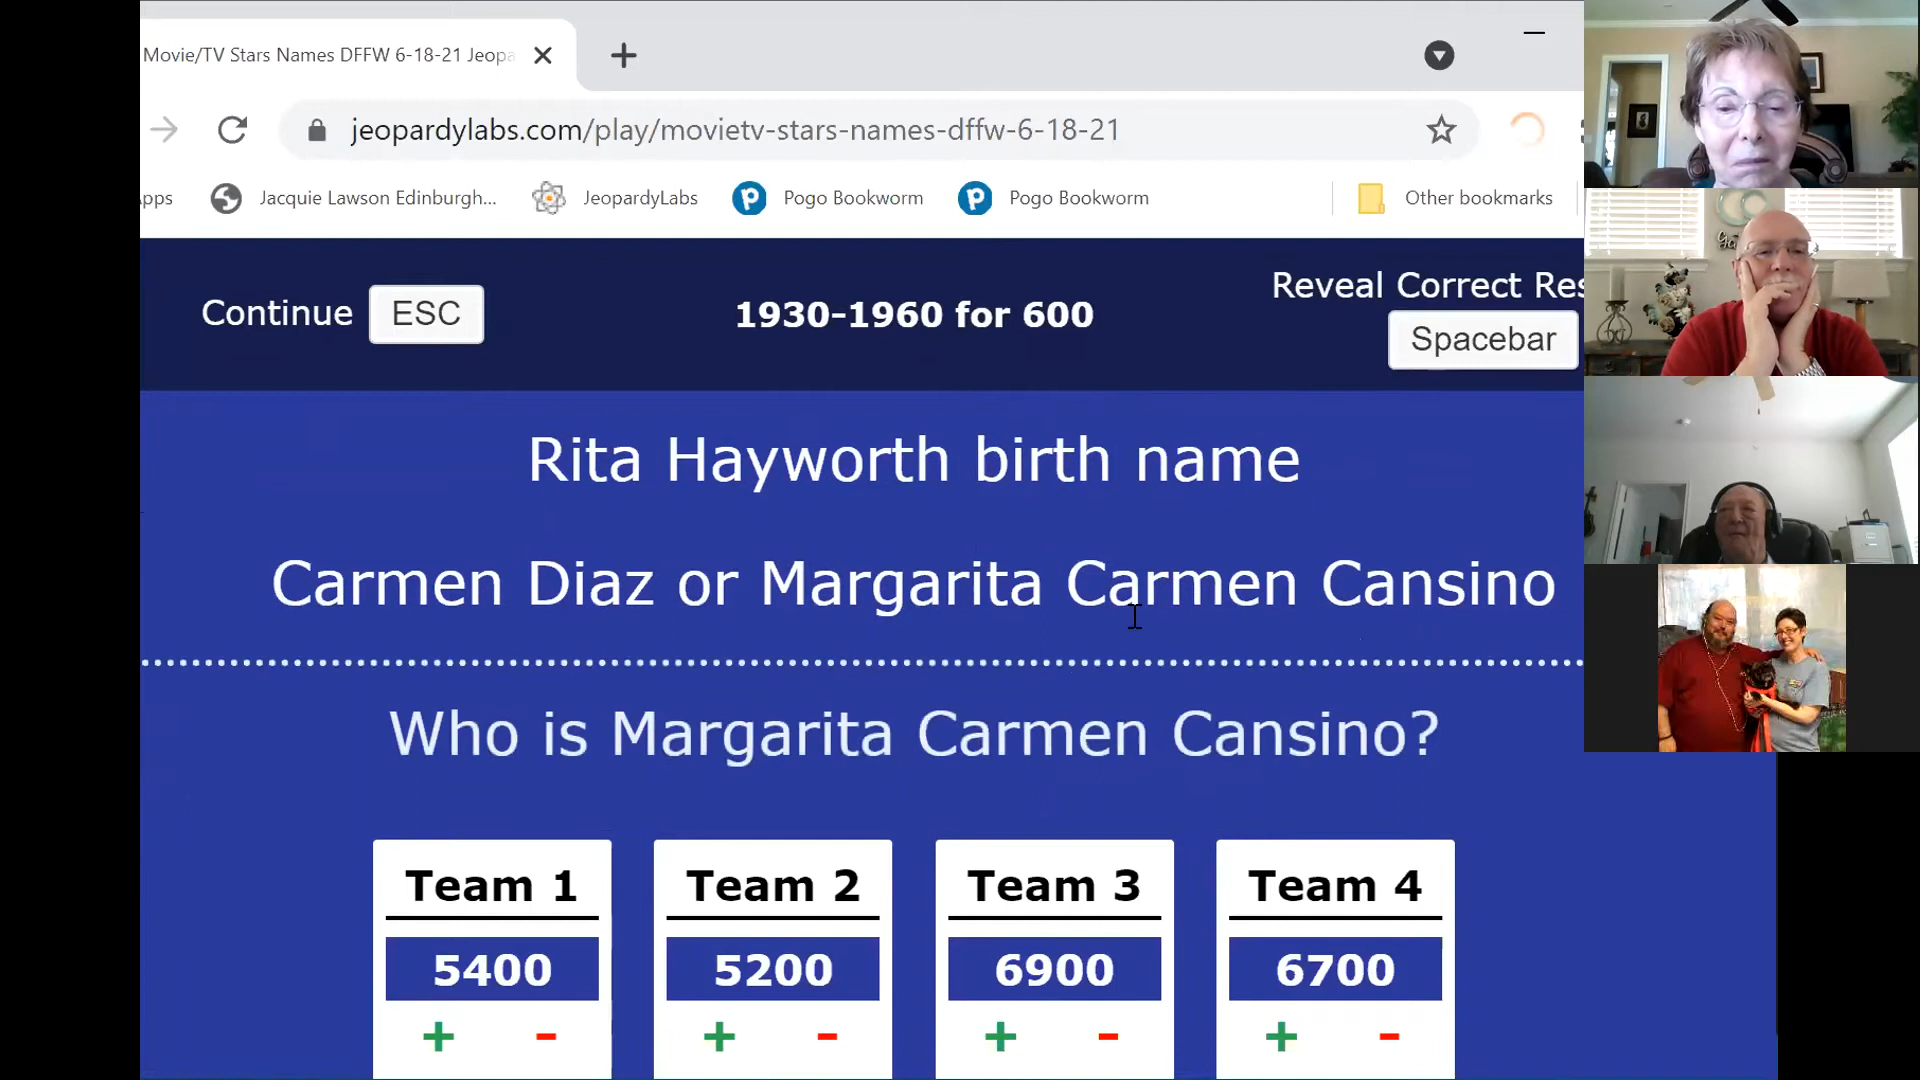 Movie/TV Stars Names DFFW 6-18-21 Jeopa
jeopardylabs.com/play/movietv-stars-names-dffw-6-18-21
pps
Jacquie Lawson Edinburgh...
JeopardyLabs
Pogo Bookworm
Pogo Bookworm
Other bookmarks
Continue ESC
1930-1960 for 600
Reveal Correct Res
Spacebar
Rita Hayworth birth name
Carmen Diaz or Margarita Carmen Cansino
Who is Margarita Carmen Cansino?
Team 1 Team 2 Team 3 Team 4
5400 5200 6900 6700
+ - + - + - + -